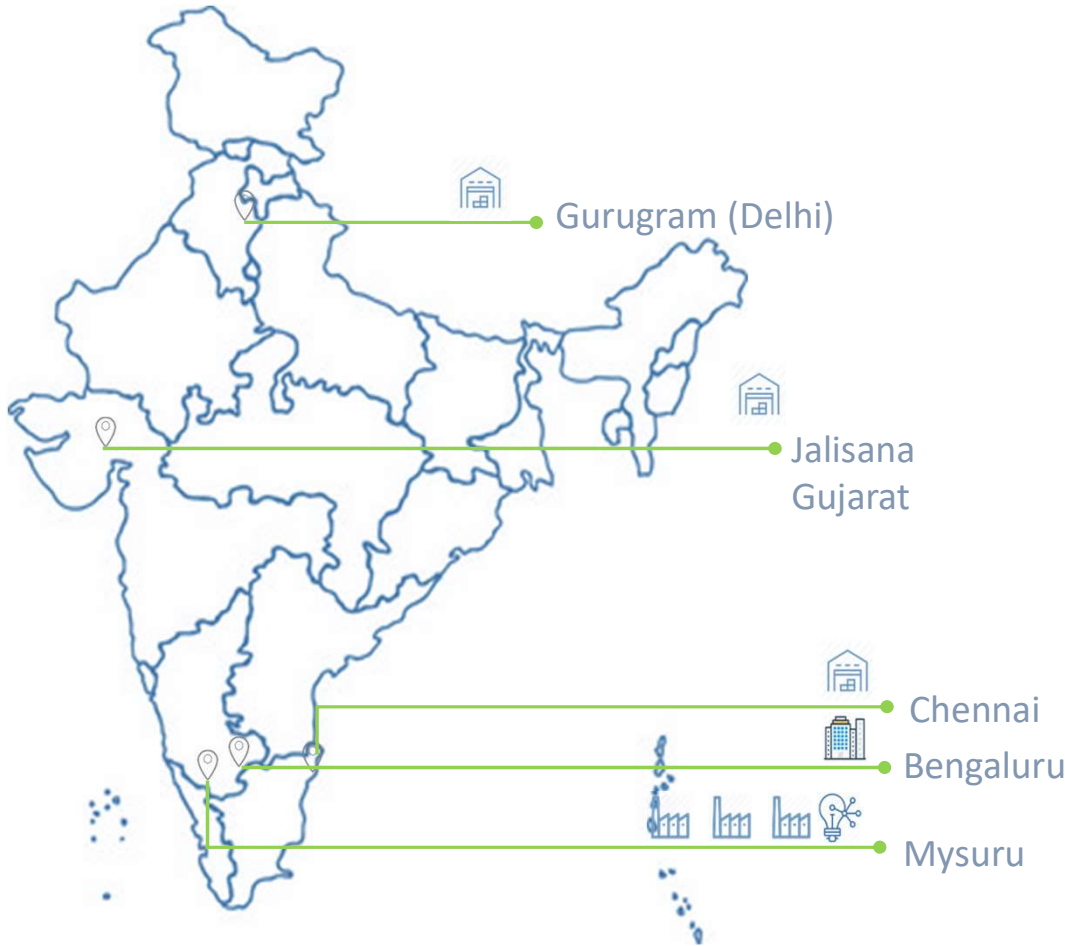 Gurugram (Delhi)
Jalisana
Gujarat
Chennai
Bengaluru
Mysuru